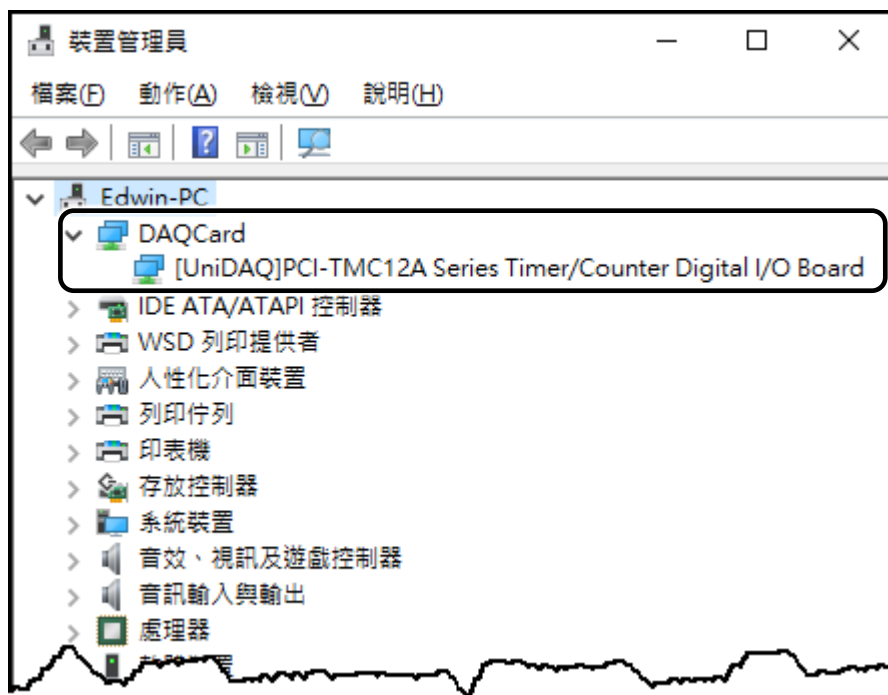 裝置管理員
檔案(F) 動作(A) 檢視(V) 說明(H)
Edwin-PC
DAQCard
[UniDAQ]PCI-TMC12A Series Timer/Counter Digital I/O Board
IDE ATA/ATAPI 控制器
WSD 列印提供者
人性化介面裝置
列印佇列
印表機
存放控制器
系統裝置
音效、視訊及遊戲控制器
音訊輸入與輸出
處理器